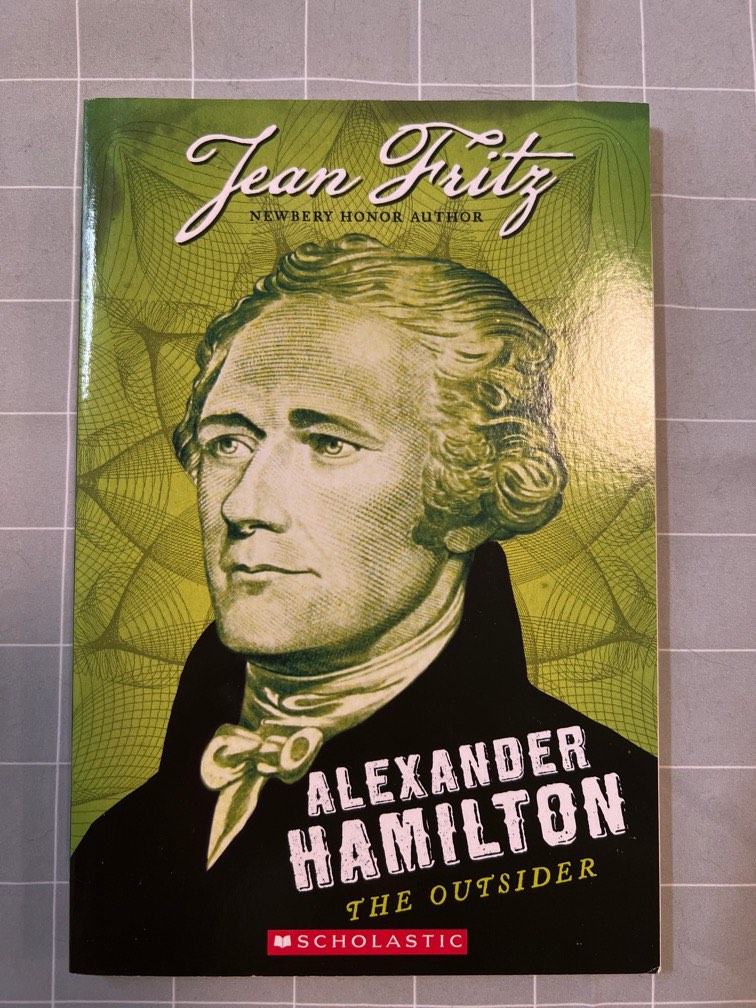 Jean Fritz
NEWBERY HONOR AUTHOR
ALEXANDER
HAMILTON
THE OUTSIDER
SCHOLASTIC